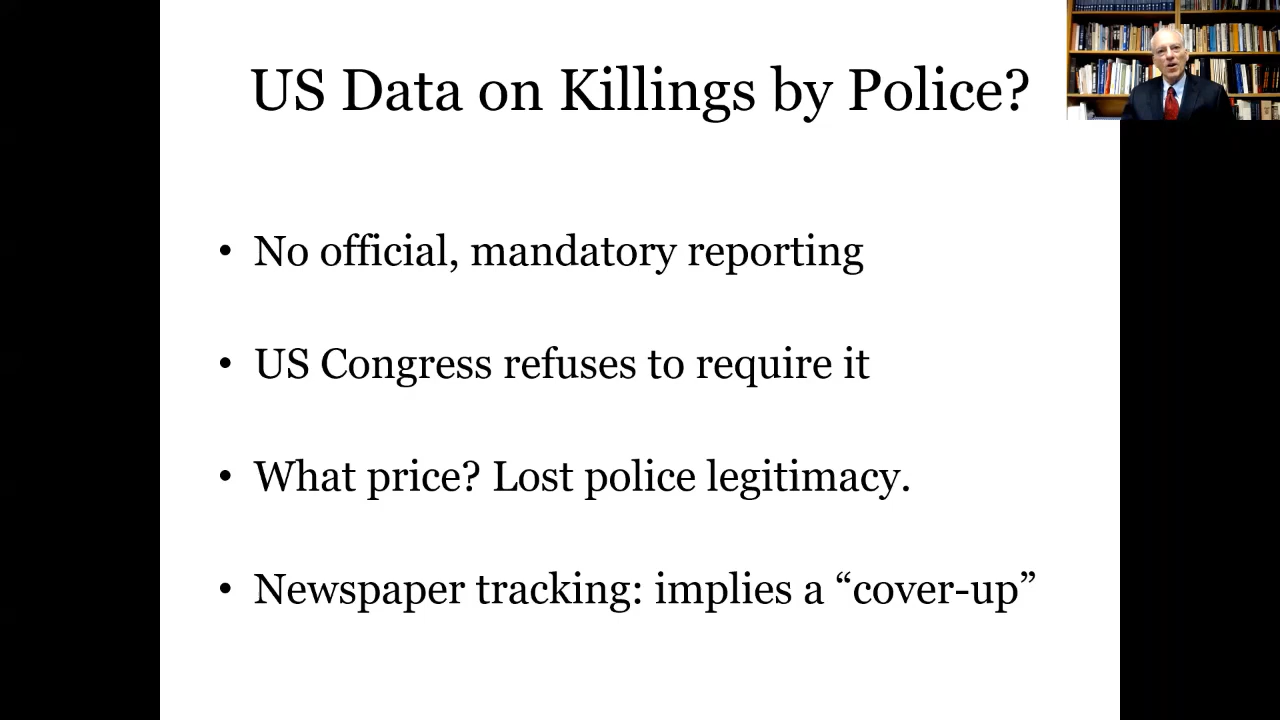 US Data on Killings by Police?
• No official, mandatory reporting
• US Congress refuses to require it
• What price? Lost police legitimacy.
• Newspaper tracking: implies a “cover-up”